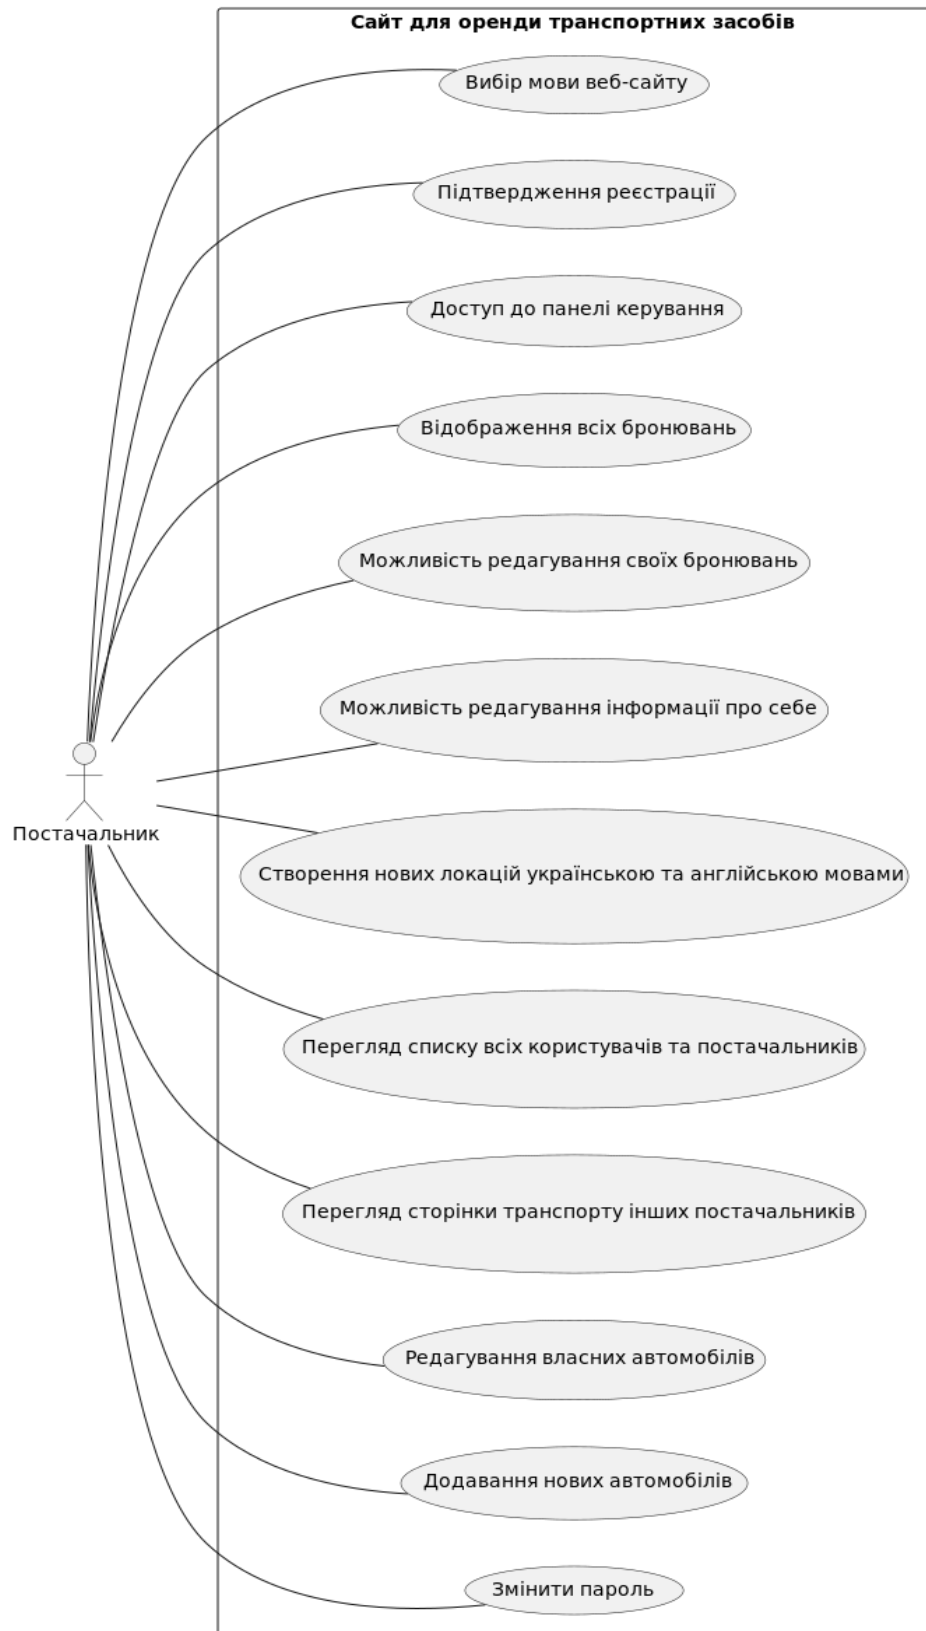 Сайт для оренди транспортних засобів
Вибір мови веб-сайту
Підтвердження реєстрації
Доступ до панелі керування
Відображення всіх бронювань
Можливість редагування своїх бронювань
Можливість редагування інформації про себе
Постачальник
Створення нових локацій українською та англійською мовами
Перегляд списку всіх користувачів та постачальників
Перегляд сторінки транспорту інших постачальників
Редагування власних автомобілів
Додавання нових автомобілів
Змінити пароль